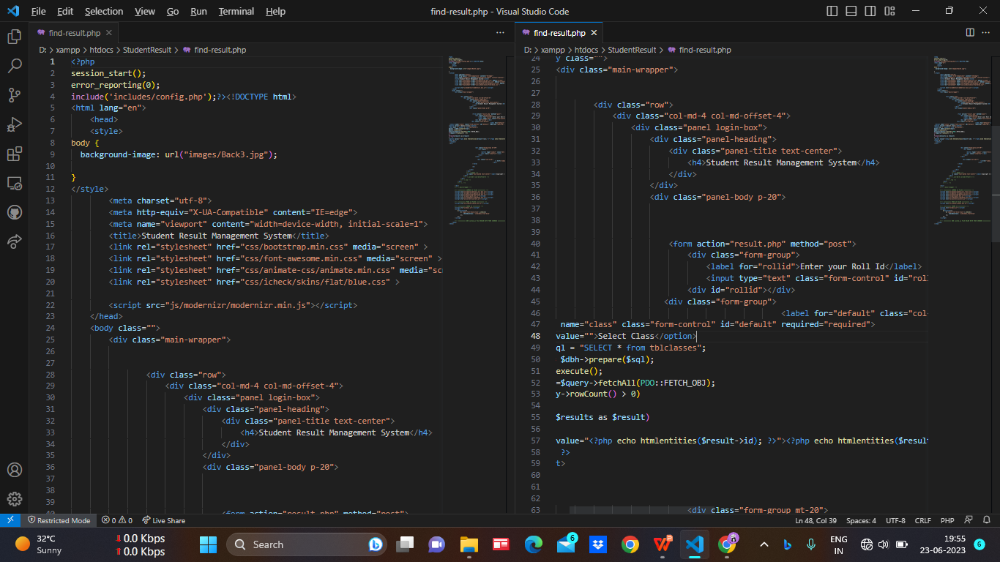 File Edit Selection View Go Run Terminal Help
find-result.php - Visual Studio Code
find-result.php
D: > xampp > htdocs > StudentResult > find-result.php
1 <?php
2 session_start();
3 error_reporting(0);
4 include('includes/config.php');?><!DOCTYPE html>
5 <html lang="en">
6 <head>
7 <style>
8 body {
9 background-image: url("images/Back3.jpg");
10
11 }
12 </style>
13 <meta charset="utf-8">
14 <meta http-equiv="X-UA-Compatible" content="IE=edge">
15 <meta name="viewport" content="width=device-width, initial-scale=1">
16 <title>Student Result Management System</title>
17 <link rel="stylesheet" href="css/bootstrap.min.css" media="screen" >
18 <link rel="stylesheet" href="css/font-awesome.min.css" media="screen" >
19 <link rel="stylesheet" href="css/animate-css/animate.min.css" media="sc
20 <link rel="stylesheet" href="css/icheck/skins/flat/blue.css" >
21
22 <script src="js/modernizr/modernizr.min.js"></script>
23 </head>
24 <body class="">
25 <div class="main-wrapper">
26
27
28 <div class="row">
29 <div class="col-md-4 col-md-offset-4">
30 <div class="panel login-box">
31 <div class="panel-heading">
32 <div class="panel-title text-center">
33 <h4>Student Result Management System</h4>
34 </div>
35 </div>
36 <div class="panel-body p-20">
37
38
39
40 <form action="result.php" method="post">
find-result.php
D: > xampp > htdocs > StudentResult > find-result.php
24 y class="">
25 <div class="main-wrapper">
26
27
28 <div class="row">
29 <div class="col-md-4 col-md-offset-4">
30 <div class="panel login-box">
31 <div class="panel-heading">
32 <div class="panel-title text-center">
33 <h4>Student Result Management System</h4>
34 </div>
35 </div>
36 <div class="panel-body p-20">
37
38
39
40 <form action="result.php" method="post">
41 <div class="form-group">
42 <label for="rollid">Enter your Roll Id</label>
43 <input type="text" class="form-control" id="roll
44 <div id="rollid"></div>
45 <div class="form-group">
46 <label for="default" class="col-
47 name="class" class="form-control" id="default" required="required">
48 value="">Select Class</option>
49 ql = "SELECT * from tblclasses";
50 $dbh->prepare($sql);
51 execute();
52 =$query->fetchAll(PDO::FETCH_OBJ);
53 y->rowCount() > 0)
54
55 $results as $result)
56
57 value="<?php echo htmlentities($result->id); ?>"><?php echo htmlentities($result
58 ?>
59 t>
60
61
62
63 <div class="form-group mt-20">
Restricted Mode 0 0 Live Share Ln 48, Col 39 Spaces: 4 UTF-8 CRLF PHP
32°C
Sunny
0.0 Kbps
0.0 Kbps
Search
6
ENG
IN
19:55
23-06-2023
6